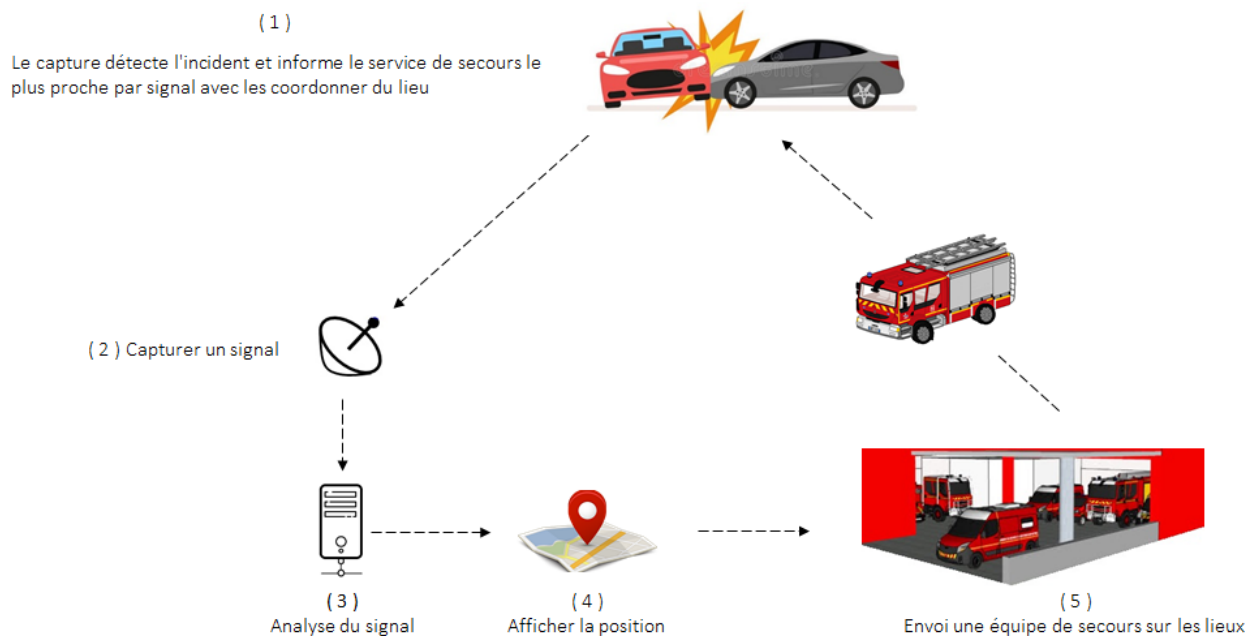 ( 1 )
Le capture détecte l'incident et informe le service de secours le
plus proche par signal avec les coordonner du lieu
( 2 ) Capturer un signal
( 3 )
Analyse du signal
( 4 )
Afficher la position
( 5 )
Envoi une équipe de secours sur les lieux